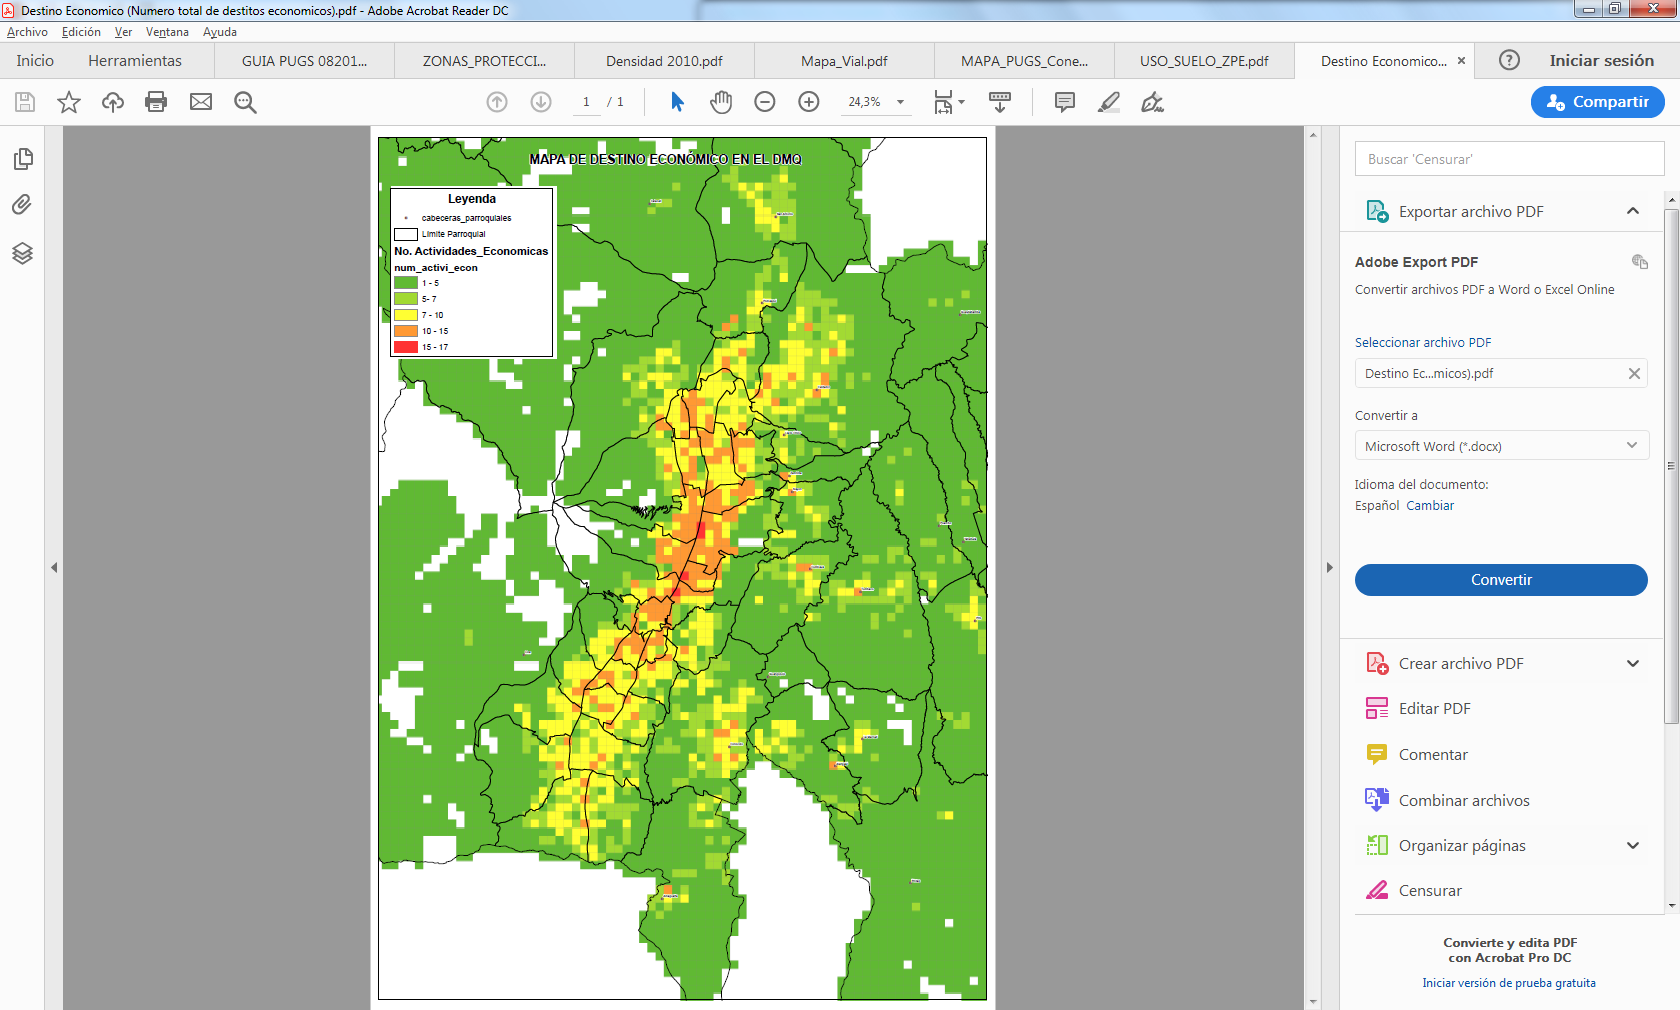 Destino Economico (Numero total de destitos economicos).pdf - Adobe Acrobat Reader DC
Archivo Edición Ver Ventana Ayuda
Inicio Herramientas GUIA PUGS 08201... ZONAS_PROTECCI... Densidad 2010.pdf Mapa_Vial.pdf MAPA_PUGS_Cone... USO_SUELO_ZPE.pdf Destino Economico... Iniciar sesión
1 / 1 24,3% Compartir
MAPA DE DESTINO ECONÓMICO EN EL DMQ
Leyenda
cabeceras_parroquiales
Limite Parroquial
No. Actividades_Economicas
num_activi_econ
1 - 5
5- 7
7 - 10
10 - 15
15 - 17
Buscar 'Censurar'
Exportar archivo PDF
Adobe Export PDF
Convertir archivos PDF a Word o Excel Online
Seleccionar archivo PDF
Destino Ec...micos).pdf
Convertir a
Microsoft Word (*.docx)
Idioma del documento:
Español Cambiar
Convertir
Crear archivo PDF
Editar PDF
Comentar
Combinar archivos
Organizar páginas
Censurar
Convierte y edita PDF
con Acrobat Pro DC
Iniciar versión de prueba gratuita